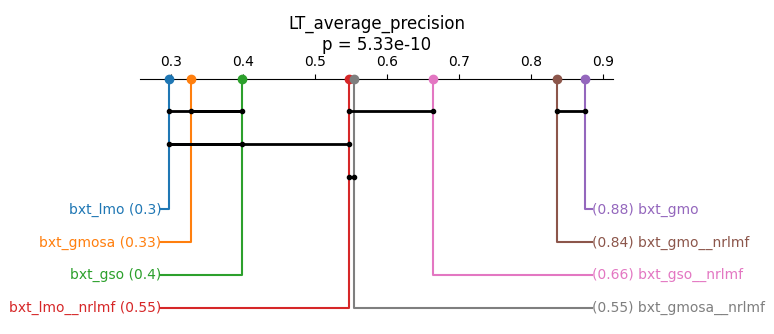 LT_average_precision
p = 5.33e-10
0.3 0.4 0.5 0.6 0.7 0.8 0.9
bxt_lmo (0.3) (0.88) bxt_gmo
bxt_gmosa (0.33) (0.84) bxt_gmo__nrlmf
bxt_gso (0.4) (0.66) bxt_gso__nrlmf
bxt_lmo__nrlmf (0.55) (0.55) bxt_gmosa__nrlmf